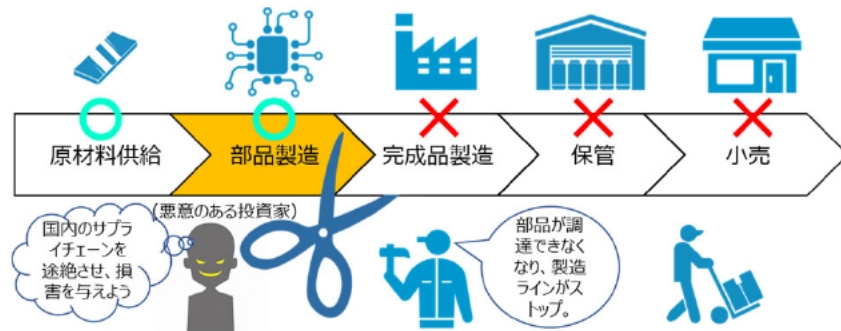 原材料供給
部品製造
完成品製造
保管
小売
(悪意のある投資家)
国内のサプラ
イチェーンを
途絶させ、損
害を与えよう
部品が調
達できなく
なり、製造
ラインがス
トップ。